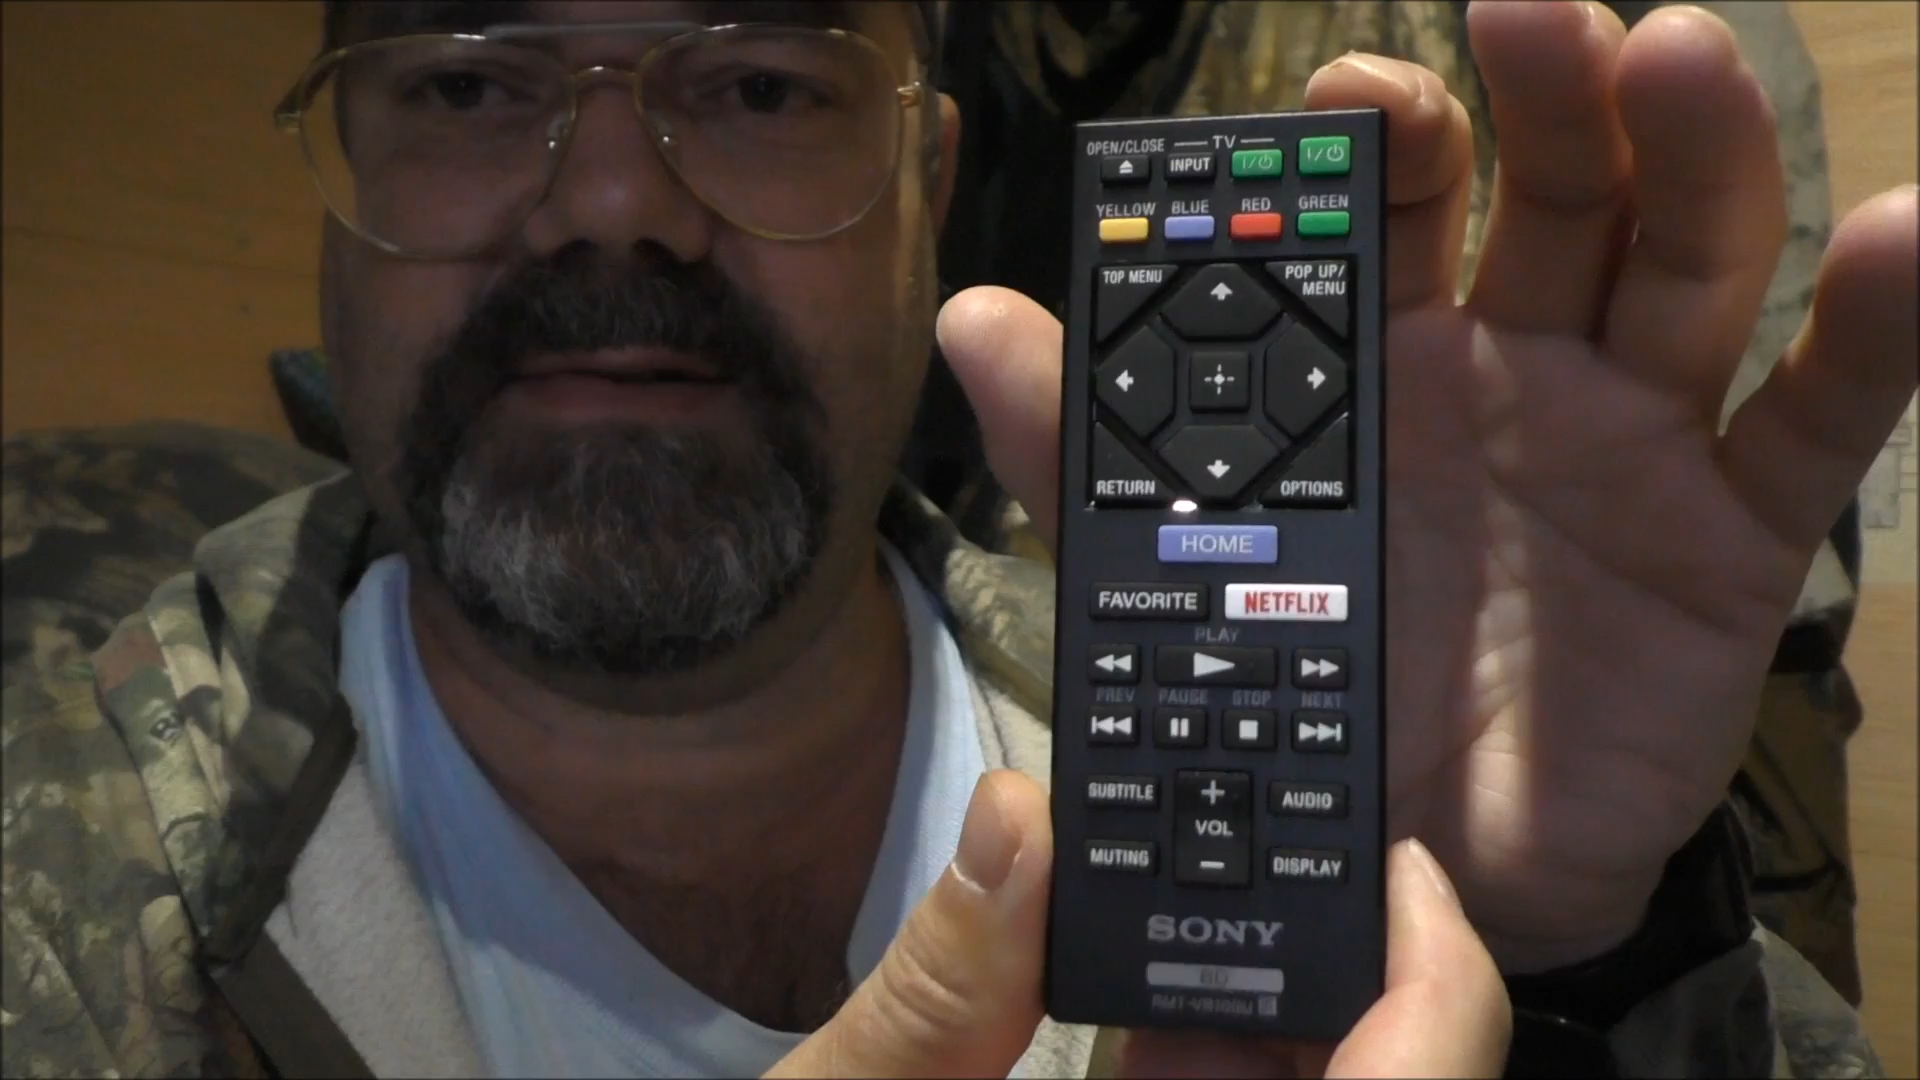 OPEN/CLOSE TV
INPUT I/⏻ I/⏻
YELLOW BLUE RED GREEN
TOP MENU POP UP/
MENU
RETURN OPTIONS
HOME
FAVORITE NETFLIX
PLAY
PREV PAUSE STOP NEXT
SUBTITLE + AUDIO
VOL
MUTING - DISPLAY
SONY
BD